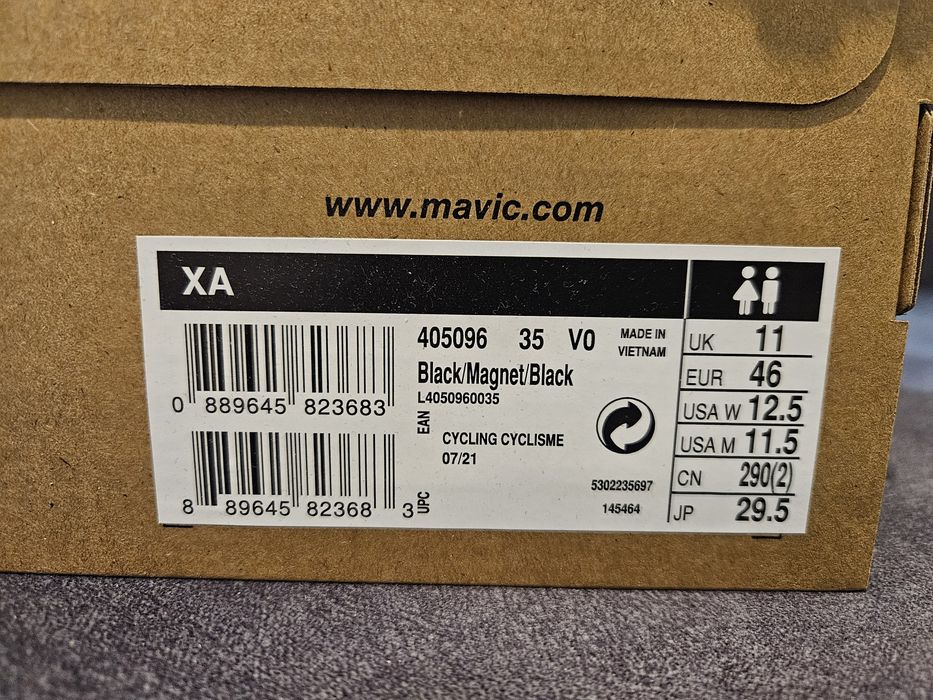 www.mavic.com
XA
405096 35 V0 MADE IN VIETNAM
Black/Magnet/Black
L4050960035
0 889645 823683
EAN
CYCLING CYCLISME
07/21
8 89645 82368 3
UPC
5302235697
145464
UK 11
EUR 46
USA W 12.5
USA M 11.5
CN 290(2)
JP 29.5